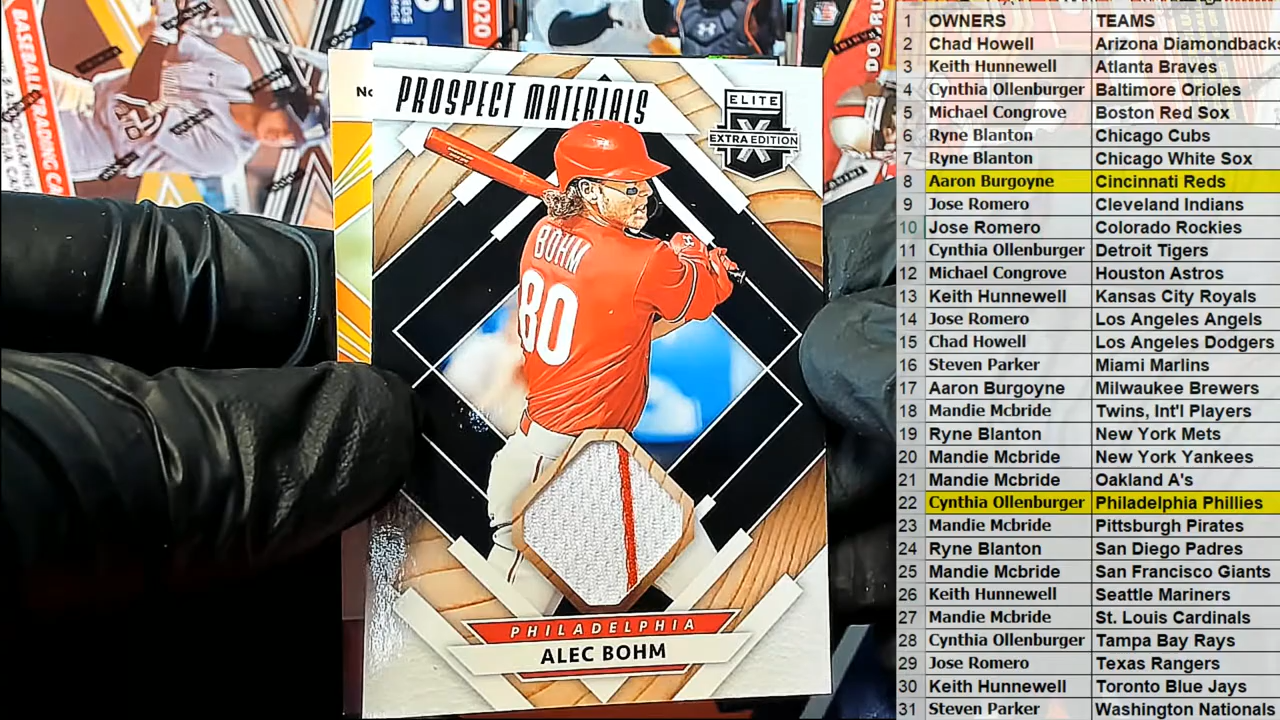 2020
BASEBALL TRADING CA
No
PROSPECT MATERIALS
ELITE
X
EXTRA EDITION
BOHM
80
PHILADELPHIA
ALEC BOHM
1 OWNERS TEAMS
2 Chad Howell Arizona Diamondbacks
3 Keith Hunnewell Atlanta Braves
4 Cynthia Ollenburger Baltimore Orioles
5 Michael Congrove Boston Red Sox
6 Ryne Blanton Chicago Cubs
7 Ryne Blanton Chicago White Sox
8 Aaron Burgoyne Cincinnati Reds
9 Jose Romero Cleveland Indians
10 Jose Romero Colorado Rockies
11 Cynthia Ollenburger Detroit Tigers
12 Michael Congrove Houston Astros
13 Keith Hunnewell Kansas City Royals
14 Jose Romero Los Angeles Angels
15 Chad Howell Los Angeles Dodgers
16 Steven Parker Miami Marlins
17 Aaron Burgoyne Milwaukee Brewers
18 Mandie Mcbride Twins, Int'l Players
19 Ryne Blanton New York Mets
20 Mandie Mcbride New York Yankees
21 Mandie Mcbride Oakland A's
22 Cynthia Ollenburger Philadelphia Phillies
23 Mandie Mcbride Pittsburgh Pirates
24 Ryne Blanton San Diego Padres
25 Mandie Mcbride San Francisco Giants
26 Keith Hunnewell Seattle Mariners
27 Mandie Mcbride St. Louis Cardinals
28 Cynthia Ollenburger Tampa Bay Rays
29 Jose Romero Texas Rangers
30 Keith Hunnewell Toronto Blue Jays
31 Steven Parker Washington Nationals